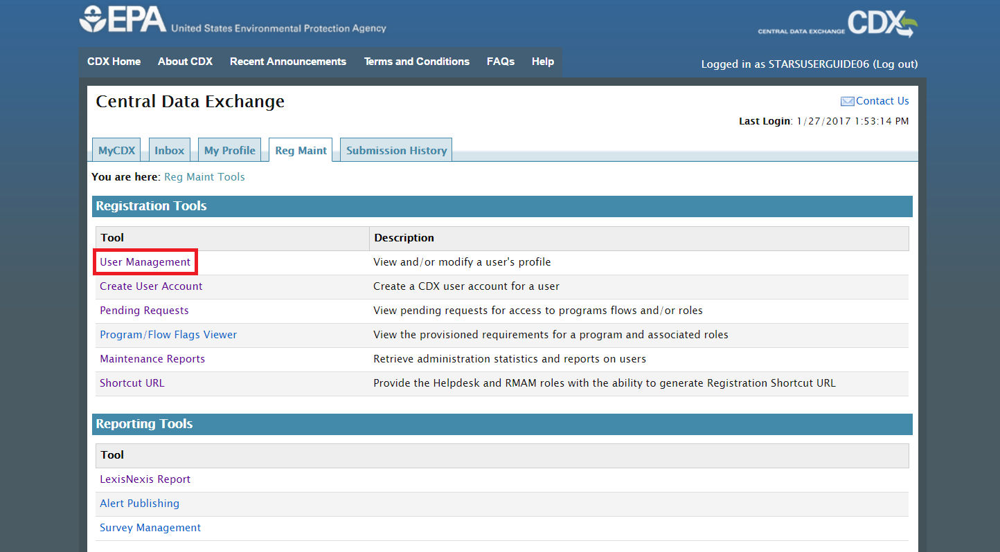 EPA United States Environmental Protection Agency
CENTRAL DATA EXCHANGE CDX
CDX Home About CDX Recent Announcements Terms and Conditions FAQs Help
Logged in as STARSUSERGUIDE06 (Log out)
Central Data Exchange
Contact Us
Last Login: 1/27/2017 1:53:14 PM
MyCDX Inbox My Profile Reg Maint Submission History
You are here: Reg Maint Tools
Registration Tools
Tool Description
User Management View and/or modify a user's profile
Create User Account Create a CDX user account for a user
Pending Requests View pending requests for access to programs flows and/or roles
Program/Flow Flags Viewer View the provisioned requirements for a program and associated roles
Maintenance Reports Retrieve administration statistics and reports on users
Shortcut URL Provide the Helpdesk and RMAM roles with the ability to generate Registration Shortcut URL
Reporting Tools
Tool
LexisNexis Report
Alert Publishing
Survey Management